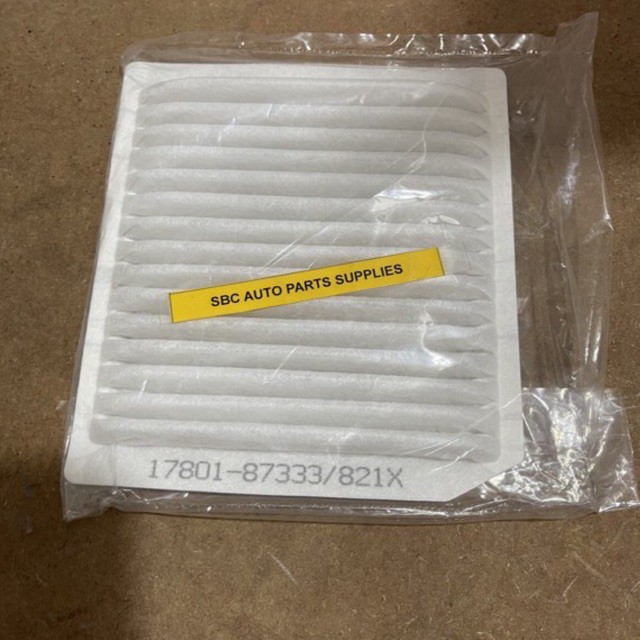 SBC AUTO PARTS SUPPLIES
17801-87333/821X